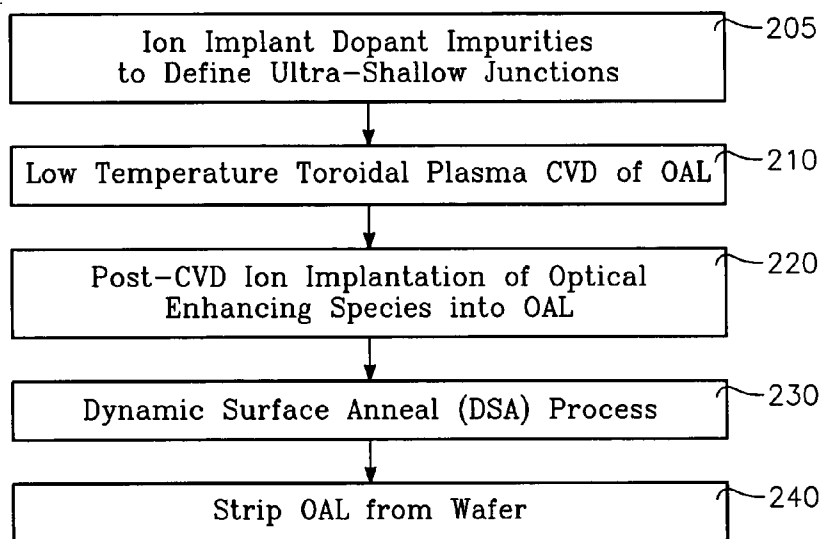 Ion Implant Dopant Impurities
to Define Ultra-Shallow Junctions
205
Low Temperature Toroidal Plasma CVD of OAL
210
Post-CVD Ion Implantation of Optical
Enhancing Species into OAL
220
Dynamic Surface Anneal (DSA) Process
230
Strip OAL from Wafer
240